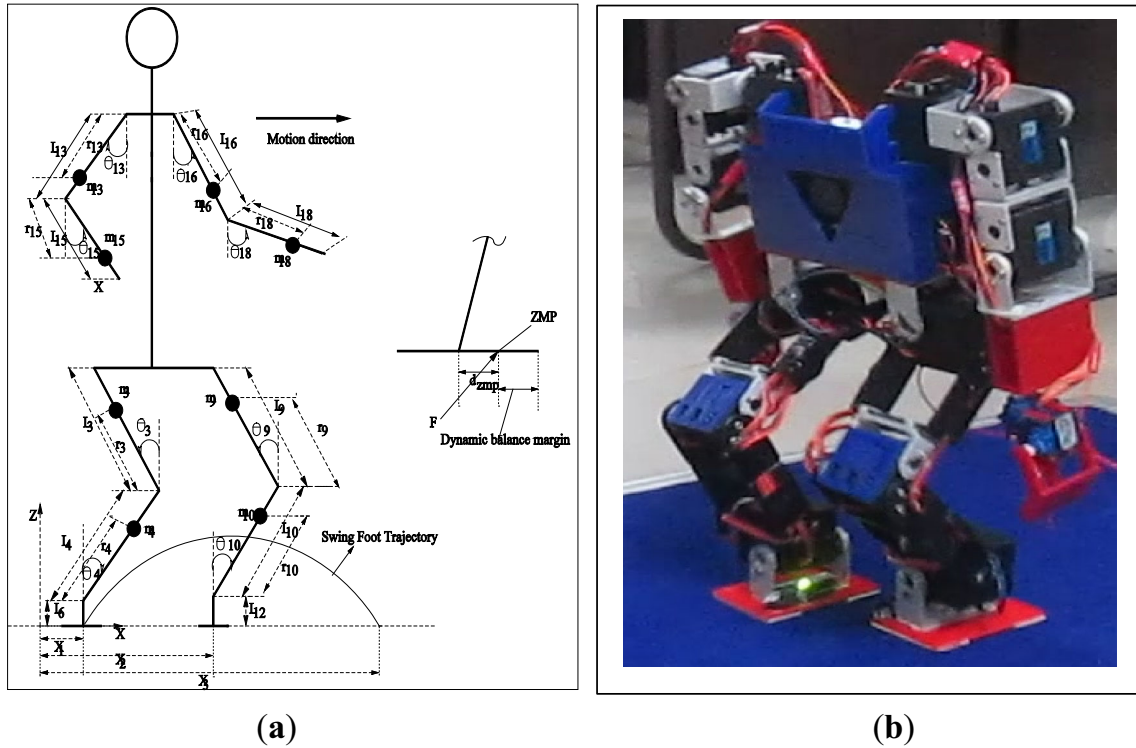 Motion direction
L13
r13
θ13
m13
r15
L15
θ15
m15
X
r16
L16
θ16
m16
L18
r18
θ18
m18
ZMP
dzmp
F
Dynamic balance margin
m3
L3
r3
θ3
m9
L9
r9
θ9
Z
L4
r4
θ4
m4
L6
m10
L10
r10
θ10
L12
Swing Foot Trajectory
X
X1
X2
X3
(a)
(b)